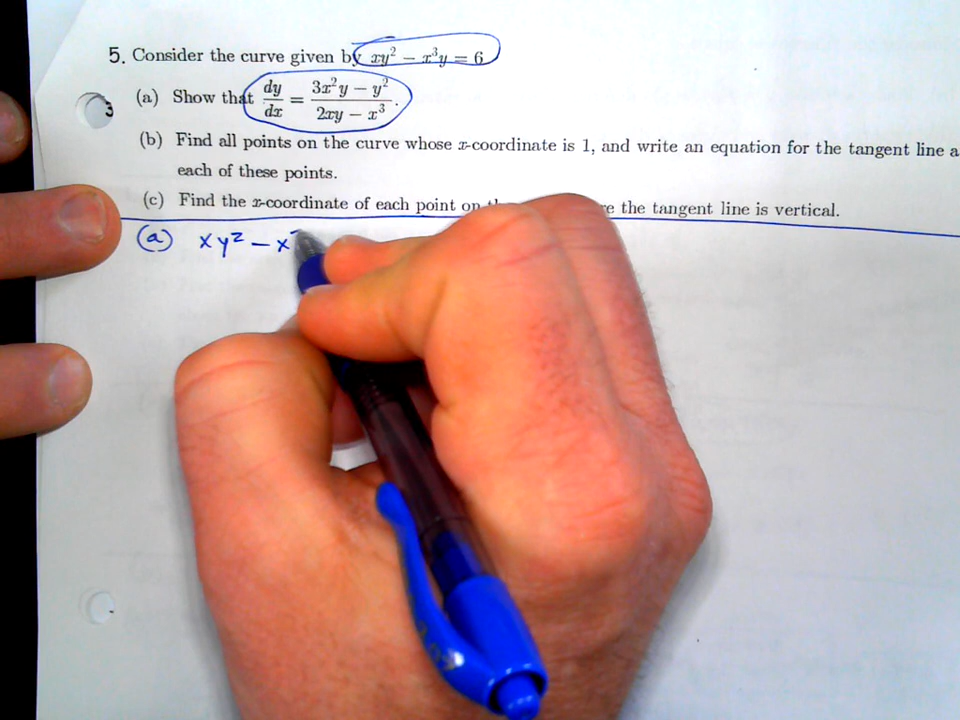 5. Consider the curve given by xy² − x³y = 6
(a) Show that dy/dx = (3x²y − y²)/(2xy − x³).
(b) Find all points on the curve whose x-coordinate is 1, and write an equation for the tangent line
each of these points.
(c) Find the x-coordinate of each point on the tangent line is vertical.
(a) xy² − x